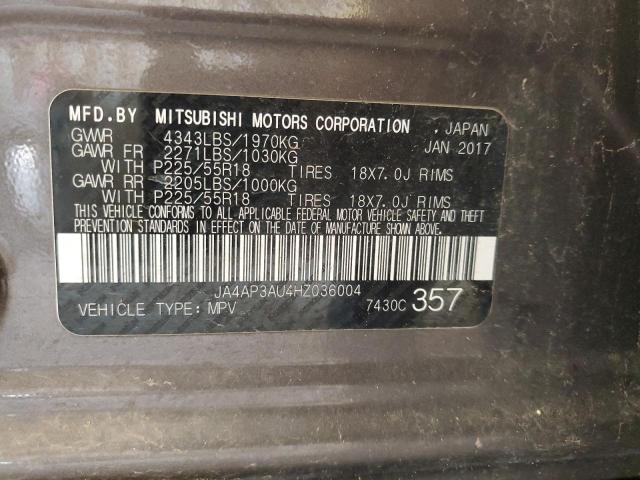 MFD.BY MITSUBISHI MOTORS CORPORATION , JAPAN
GVWR 4343LBS/1970KG JAN 2017
GAWR FR 2271LBS/1030KG
WITH P225/55R18 TIRES 18X7.0J RIMS
GAWR RR 2205LBS/1000KG
WITH P225/55R18 TIRES 18X7.0J RIMS
THIS VEHICLE CONFORMS TO ALL APPLICABLE FEDERAL MOTOR VEHICLE SAFETY AND THEFT
PREVENTION STANDARDS IN EFFECT ON THE DATE OF MANUFACTURE SHOWN ABOVE.
JA4AP3AU4HZ036004
VEHICLE TYPE: MPV 7430C 357